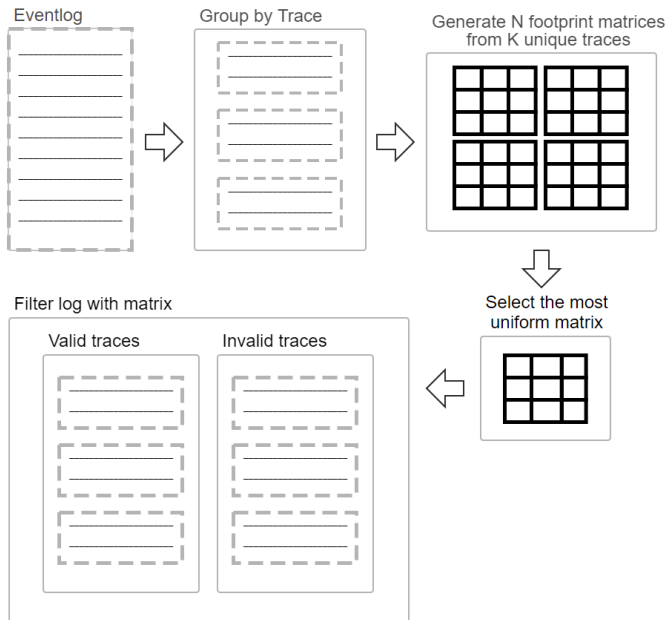 Eventlog
Group by Trace
Generate N footprint matrices
from K unique traces
Select the most
uniform matrix
Filter log with matrix
Valid traces
Invalid traces